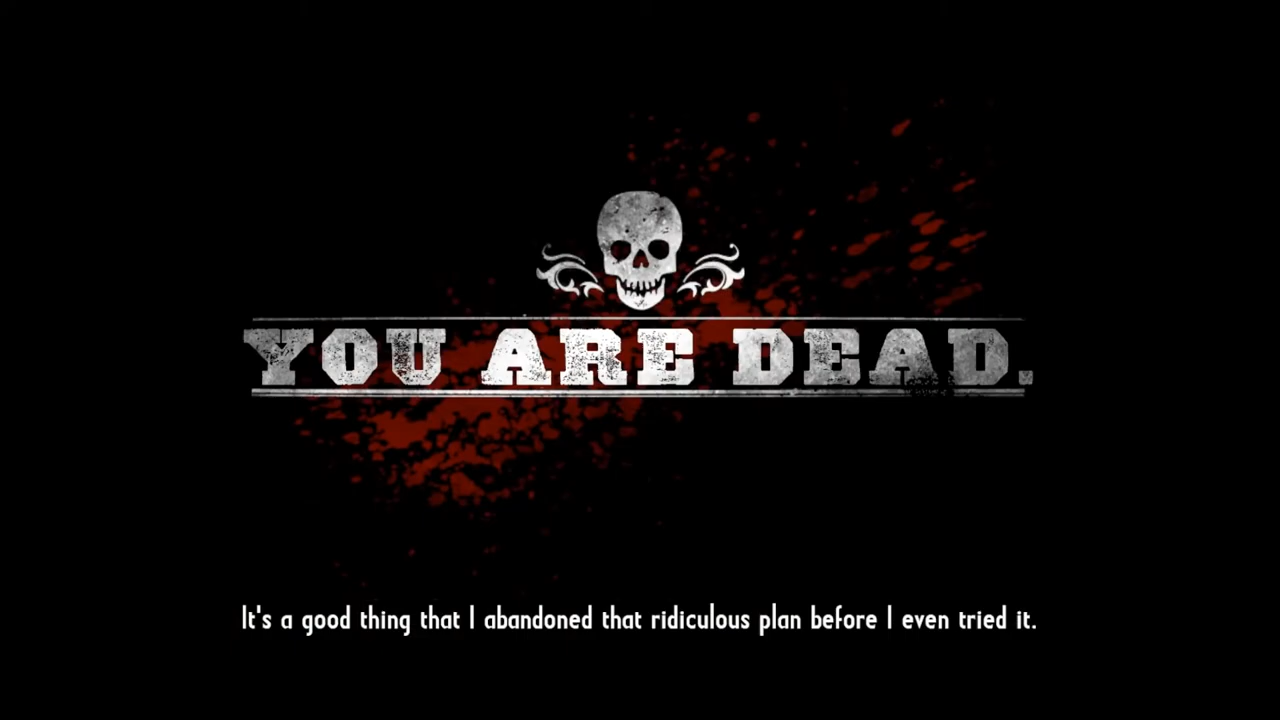 YOU ARE DEAD.
It's a good thing that I abandoned that ridiculous plan before I even tried it.